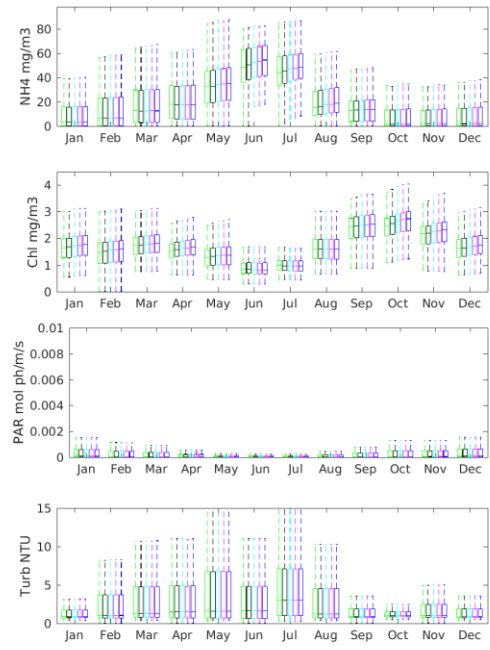 NH4 mg/m3
80
60
40
20
0
Jan Feb Mar Apr May Jun Jul Aug Sep Oct Nov Dec
Chl mg/m3
4
3
2
1
0
Jan Feb Mar Apr May Jun Jul Aug Sep Oct Nov Dec
PAR mol ph/m/s
0.01
0.008
0.006
0.004
0.002
0
Jan Feb Mar Apr May Jun Jul Aug Sep Oct Nov Dec
Turb NTU
15
10
5
0
Jan Feb Mar Apr May Jun Jul Aug Sep Oct Nov Dec